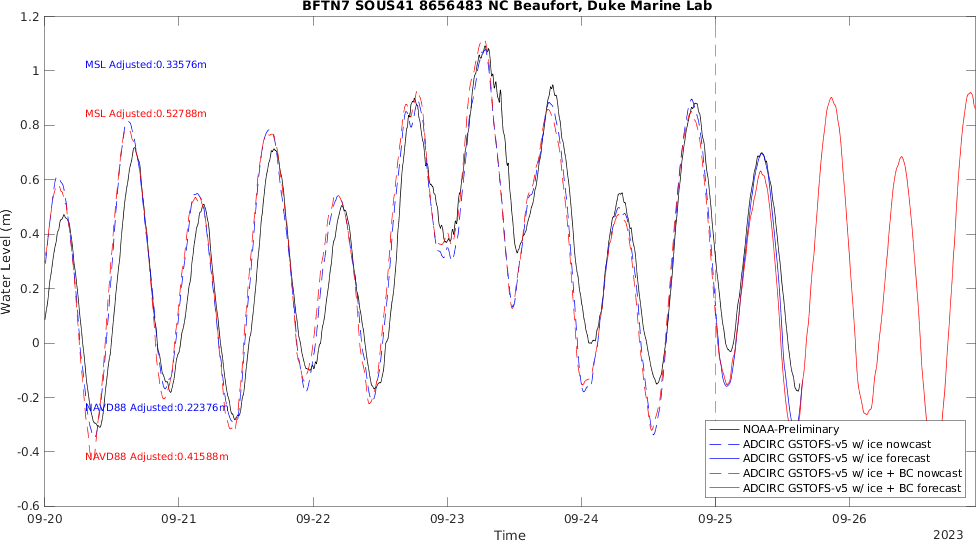 BFTN7 SOUS41 8656483 NC Beaufort, Duke Marine Lab
1.2
1
0.8
0.6
0.4
0.2
0
-0.2
-0.4
-0.6
Water Level (m)
MSL Adjusted:0.33576m
MSL Adjusted:0.52788m
NAVD88 Adjusted:0.22376m
NAVD88 Adjusted:0.41588m
NOAA-Preliminary
ADCIRC GSTOFS-v5 w/ ice nowcast
ADCIRC GSTOFS-v5 w/ ice forecast
ADCIRC GSTOFS-v5 w/ ice + BC nowcast
ADCIRC GSTOFS-v5 w/ ice + BC forecast
09-20 09-21 09-22 09-23 09-24 09-25 09-26
Time
2023